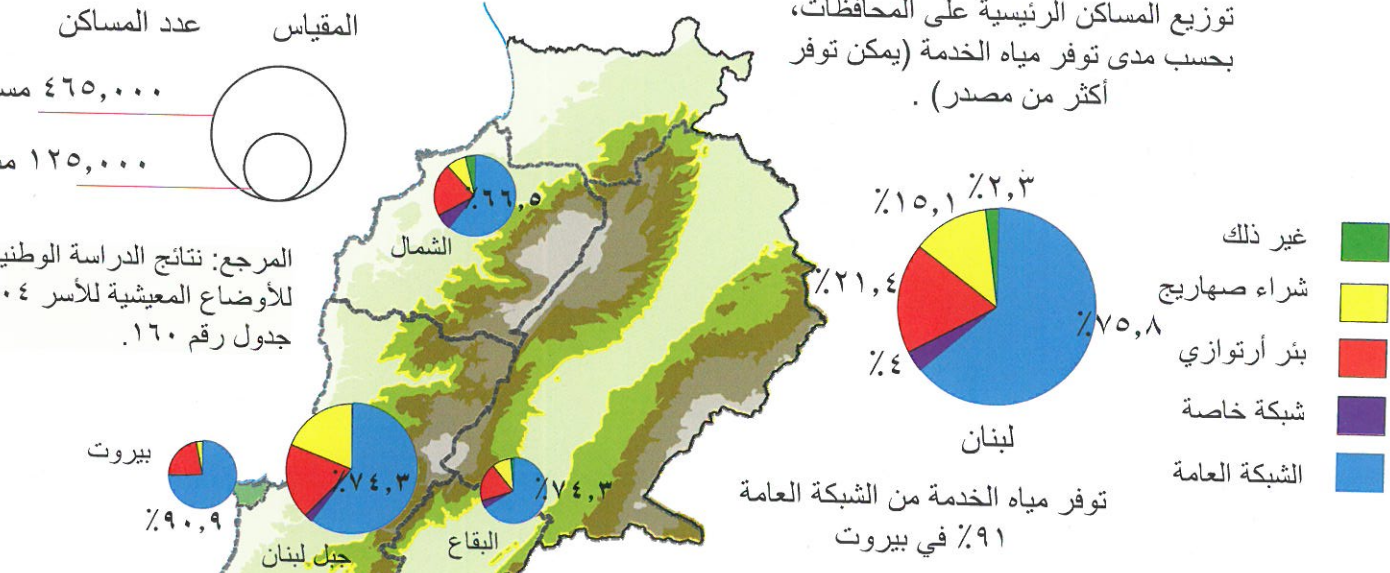 توزيع المساكن الرئيسية على المحافظات،
بحسب مدى توفر مياه الخدمة (يمكن توفر
أكثر من مصدر) .
المقياس
عدد المساكن
٤٦٥,٠٠٠
١٢٥,٠٠٠
المرجع: نتائج الدراسة الوطنية
للأوضاع المعيشية للأسر
جدول رقم ١٦٠.
٪٦٦,٥
الشمال
بيروت
٪٩٠,٩
٪٧٤,٣
جبل لبنان
٪٧٤,٣
البقاع
٪٢,٣
٪١٥,١
٪٢١,٤
٪٤
٪٧٥,٨
لبنان
توفر مياه الخدمة من الشبكة العامة
٩١٪ في بيروت
غير ذلك
شراء صهاريج
بئر أرتوازي
شبكة خاصة
الشبكة العامة